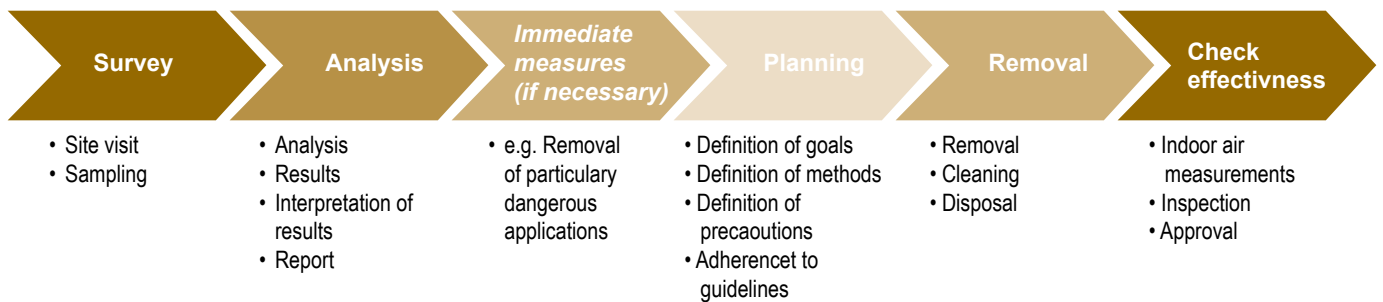 Survey
• Site visit
• Sampling
Analysis
• Analysis
• Results
• Interpretation of
results
• Report
Immediate
measures
(if necessary)
• e.g. Removal
of particulary
dangerous
applications
Planning
• Definition of goals
• Definition of methods
• Definition of
precaoutions
• Adherencet to
guidelines
Removal
• Removal
• Cleaning
• Disposal
Check
effectivness
• Indoor air
measurements
• Inspection
• Approval